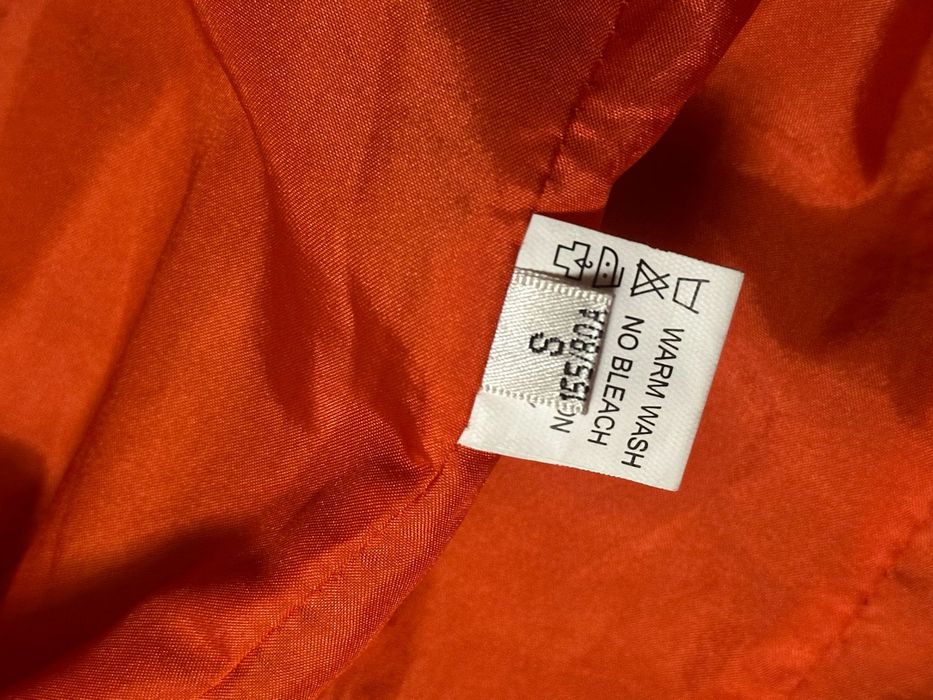 WARM WASH
NO BLEACH
S
155/80A